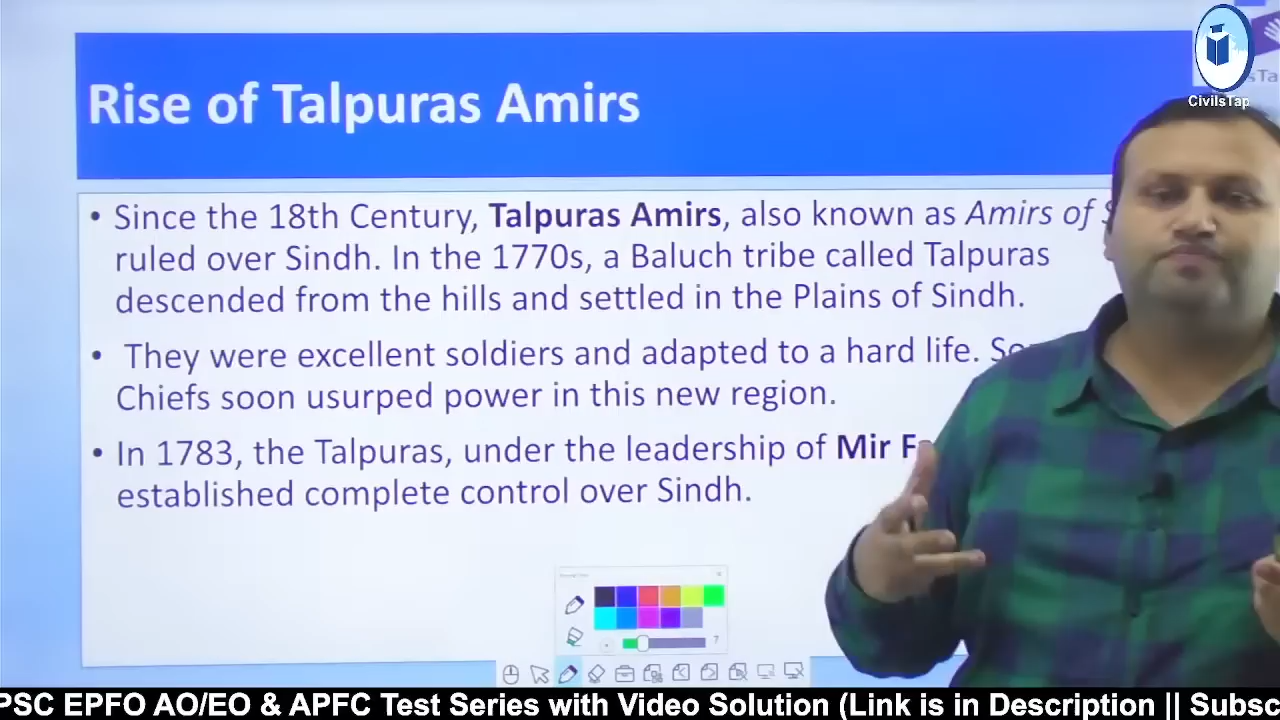 CivilsTap
Rise of Talpuras Amirs
• Since the 18th Century, Talpuras Amirs, also known as Amirs of
ruled over Sindh. In the 1770s, a Baluch tribe called Talpuras
descended from the hills and settled in the Plains of Sindh.
• They were excellent soldiers and adapted to a hard life.
Chiefs soon usurped power in this new region.
• In 1783, the Talpuras, under the leadership of Mir
established complete control over Sindh.
7
PSC EPFO AO/EO & APFC Test Series with Video Solution (Link is in Description || Subsc